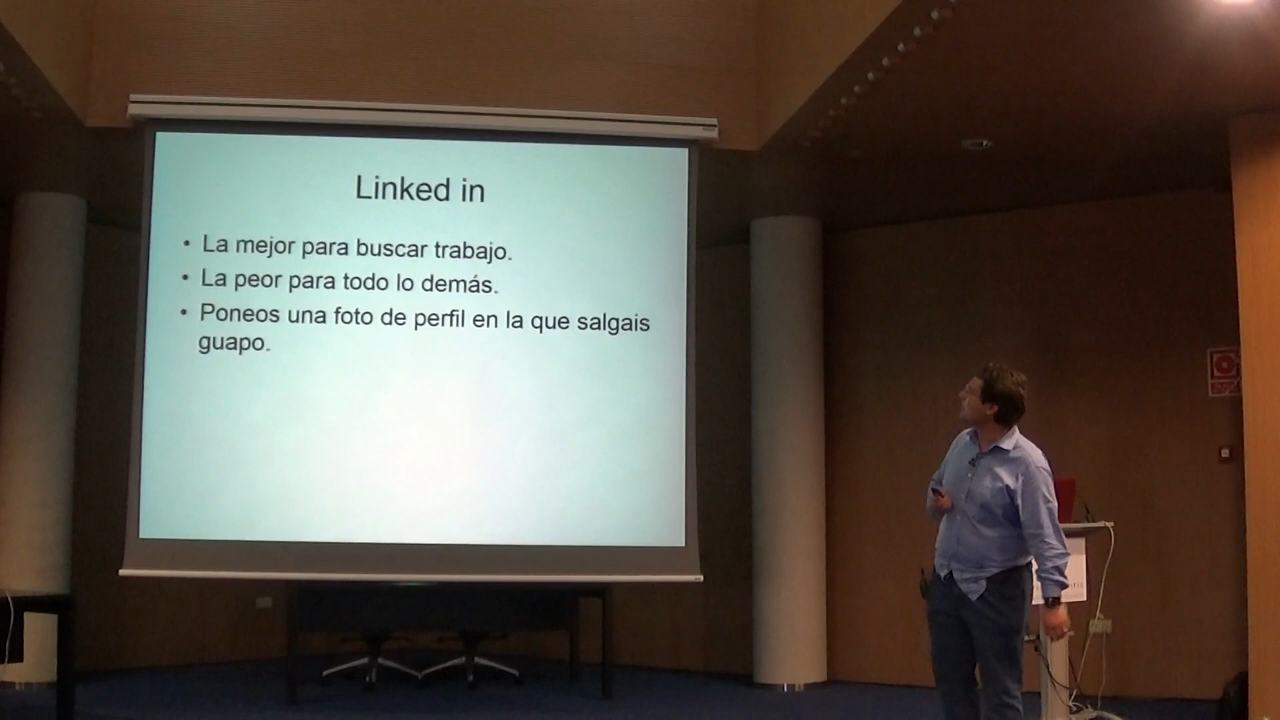 Linked in
• La mejor para buscar trabajo.
• La peor para todo lo demás.
• Poneos una foto de perfil en la que salgais
guapo.